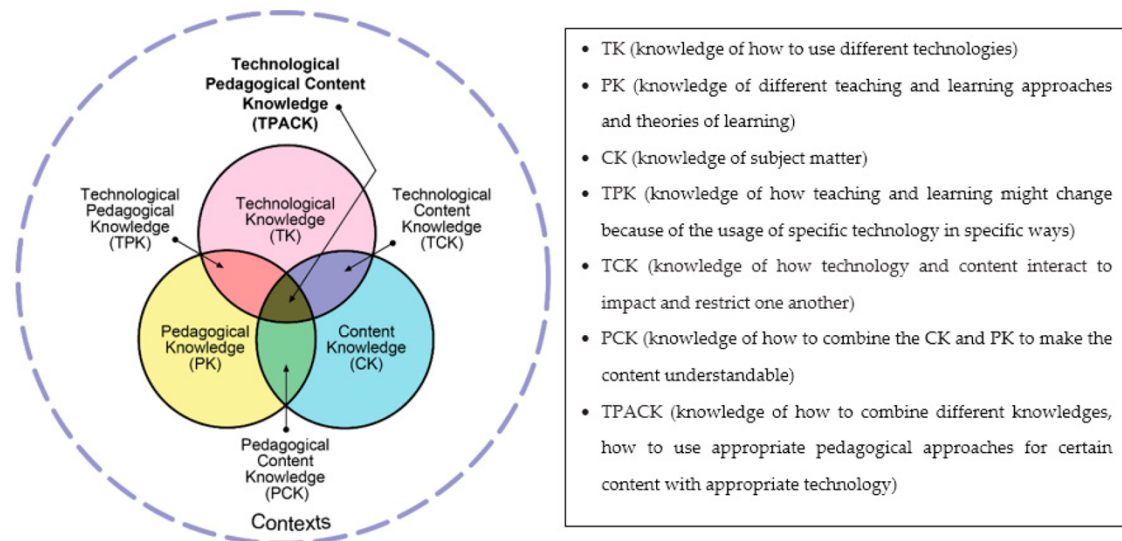 Technological
Pedagogical Content
Knowledge
(TPACK)
Technological
Pedagogical
Knowledge
(TPK)
Technological
Knowledge
(TK)
Technological
Content
Knowledge
(TCK)
Pedagogical
Knowledge
(PK)
Content
Knowledge
(CK)
Pedagogical
Content
Knowledge
(PCK)
Contexts
• TK (knowledge of how to use different technologies)
• PK (knowledge of different teaching and learning approaches
and theories of learning)
• CK (knowledge of subject matter)
• TPK (knowledge of how teaching and learning might change
because of the usage of specific technology in specific ways)
• TCK (knowledge of how technology and content interact to
impact and restrict one another)
• PCK (knowledge of how to combine the CK and PK to make the
content understandable)
• TPACK (knowledge of how to combine different knowledges,
how to use appropriate pedagogical approaches for certain
content with appropriate technology)